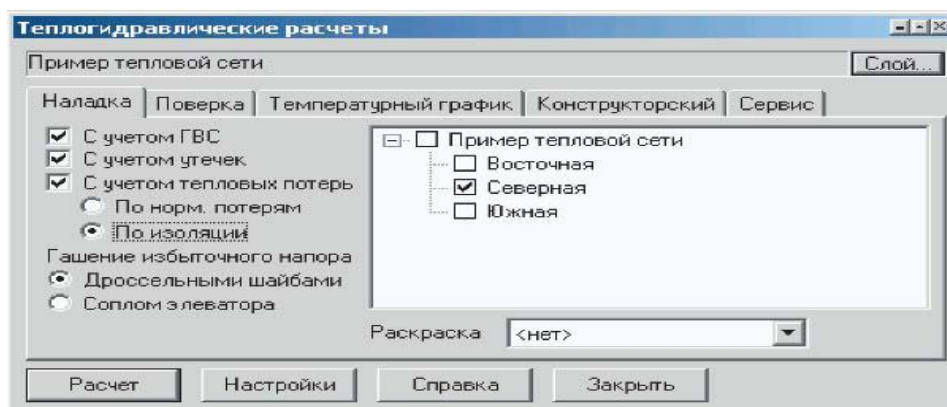 Теплогидравлические расчеты
Пример тепловой сети
Слой...
Наладка Поверка Температурный график Конструкторский Сервис
С учетом ГВС
С учетом утечек
С учетом тепловых потерь
По норм. потерям
По изоляции
Гашение избыточного напора
Дроссельными шайбами
Соплом элеватора
Пример тепловой сети
Восточная
Северная
Южная
Раскраска <нет>
Расчет Настройки Справка Закрыть